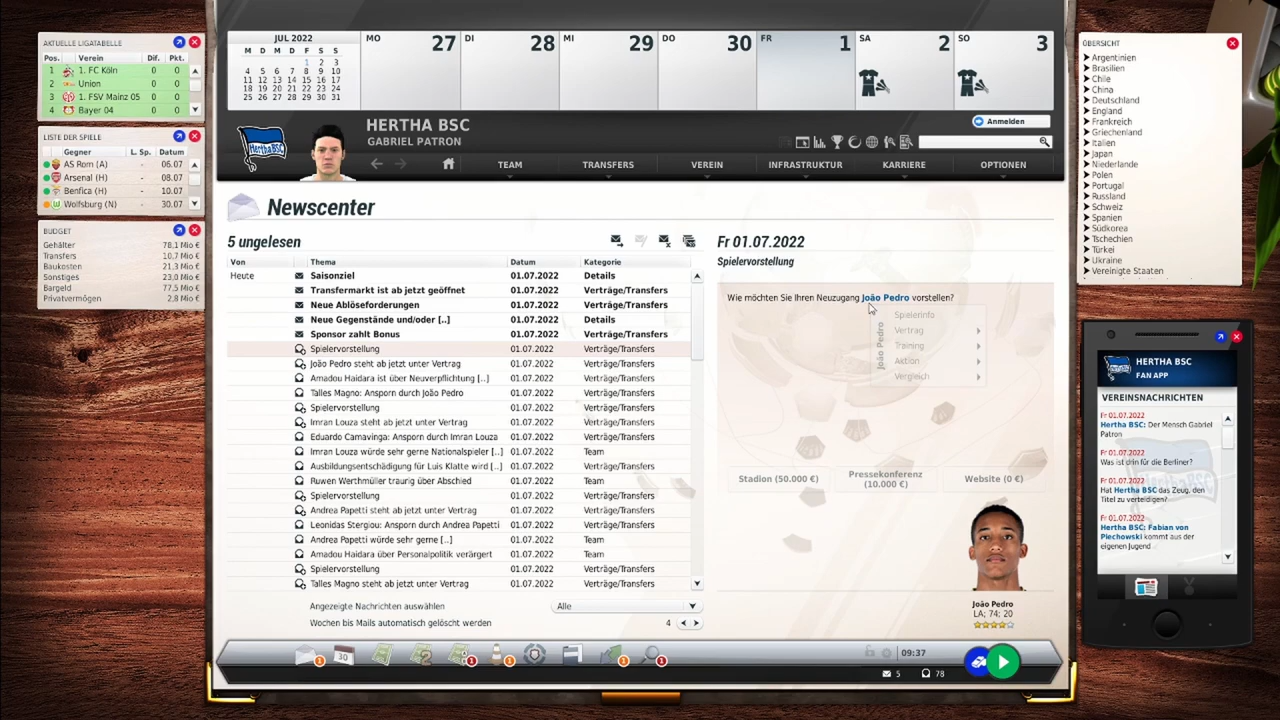 AKTUELLE LIGATABELLE
Pos. Verein Dif. Pkt.
1 1. FC Köln 0 0
2 Union 0 0
3 1. FSV Mainz 05 0 0
4 Bayer 04 0 0
LISTE DER SPIELE
Gegner L. Sp. Datum
AS Rom (A) - 06.07
Arsenal (H) - 08.07
Benfica (H) - 10.07
Wolfsburg (N) - 30.07
BUDGET
Gehälter 78,1 Mio €
Transfers 10,7 Mio €
Baukosten 21,3 Mio €
Sonstiges 23,0 Mio €
Bargeld 77,5 Mio €
Privatvermögen 2,8 Mio €
JUL 2022
M D M D F S S
1 2 3
4 5 6 7 8 9 10
11 12 13 14 15 16 17
18 19 20 21 22 23 24
25 26 27 28 29 30 31
MO 27
DI 28
MI 29
DO 30
FR 1
SA 2
SO 3
HERTHA BSC
GABRIEL PATRON
Anmelden
TEAM TRANSFERS VEREIN INFRASTRUKTUR KARRIERE OPTIONEN
Newscenter
5 ungelesen
Von Thema Datum Kategorie
Heute Saisonziel 01.07.2022 Details
Transfermarkt ist ab jetzt geöffnet 01.07.2022 Verträge/Transfers
Neue Ablöseforderungen 01.07.2022 Verträge/Transfers
Neue Gegenstände und/oder [..] 01.07.2022 Details
Sponsor zahlt Bonus 01.07.2022 Verträge/Transfers
Spielervorstellung 01.07.2022 Verträge/Transfers
João Pedro steht ab jetzt unter Vertrag 01.07.2022 Verträge/Transfers
Amadou Haidara ist über Neuverpflichtung [..] 01.07.2022 Verträge/Transfers
Talles Magno: Ansporn durch João Pedro 01.07.2022 Verträge/Transfers
Spielervorstellung 01.07.2022 Verträge/Transfers
Imran Louza steht ab jetzt unter Vertrag 01.07.2022 Verträge/Transfers
Eduardo Camavinga: Ansporn durch Imran Louza 01.07.2022 Verträge/Transfers
Imran Louza würde sehr gerne Nationalspieler [..] 01.07.2022 Team
Ausbildungsentschädigung für Luis Klatte wird [..] 01.07.2022 Verträge/Transfers
Ruwen Werthmüller traurig über Abschied 01.07.2022 Team
Spielervorstellung 01.07.2022 Verträge/Transfers
Andrea Papetti steht ab jetzt unter Vertrag 01.07.2022 Verträge/Transfers
Leonidas Stergiou: Ansporn durch Andrea Papetti 01.07.2022 Verträge/Transfers
Andrea Papetti würde sehr gerne [..] 01.07.2022 Team
Amadou Haidara über Personalpolitik verärgert 01.07.2022 Team
Spielervorstellung 01.07.2022 Verträge/Transfers
Talles Magno steht ab jetzt unter Vertrag 01.07.2022 Verträge/Transfers
Angezeigte Nachrichten auswählen Alle
Wochen bis Mails automatisch gelöscht werden 4
Fr 01.07.2022
Spielervorstellung
Wie möchten Sie Ihren Neuzugang João Pedro vorstellen?
João Pedro
Spielerinfo
Vertrag
Training
Aktion
Vergleich
Stadion (50.000 €)
Pressekonferenz
(10.000 €)
Website (0 €)
João Pedro
LA; 74; 20
1 30 2 1 1 1 1
09:37
5 78
ÜBERSICHT
Argentinien
Brasilien
Chile
China
Deutschland
England
Frankreich
Griechenland
Italien
Japan
Niederlande
Polen
Portugal
Russland
Schweiz
Spanien
Südkorea
Tschechien
Türkei
Ukraine
Vereinigte Staaten
HERTHA BSC
FAN APP
VEREINSNACHRICHTEN
Fr 01.07.2022
Hertha BSC: Der Mensch Gabriel
Patron
Fr 01.07.2022
Was ist drin für die Berliner?
Fr 01.07.2022
Hat Hertha BSC das Zeug, den
Titel zu verteidigen?
Fr 01.07.2022
Hertha BSC: Fabian von
Piechowski kommt aus der
eigenen Jugend